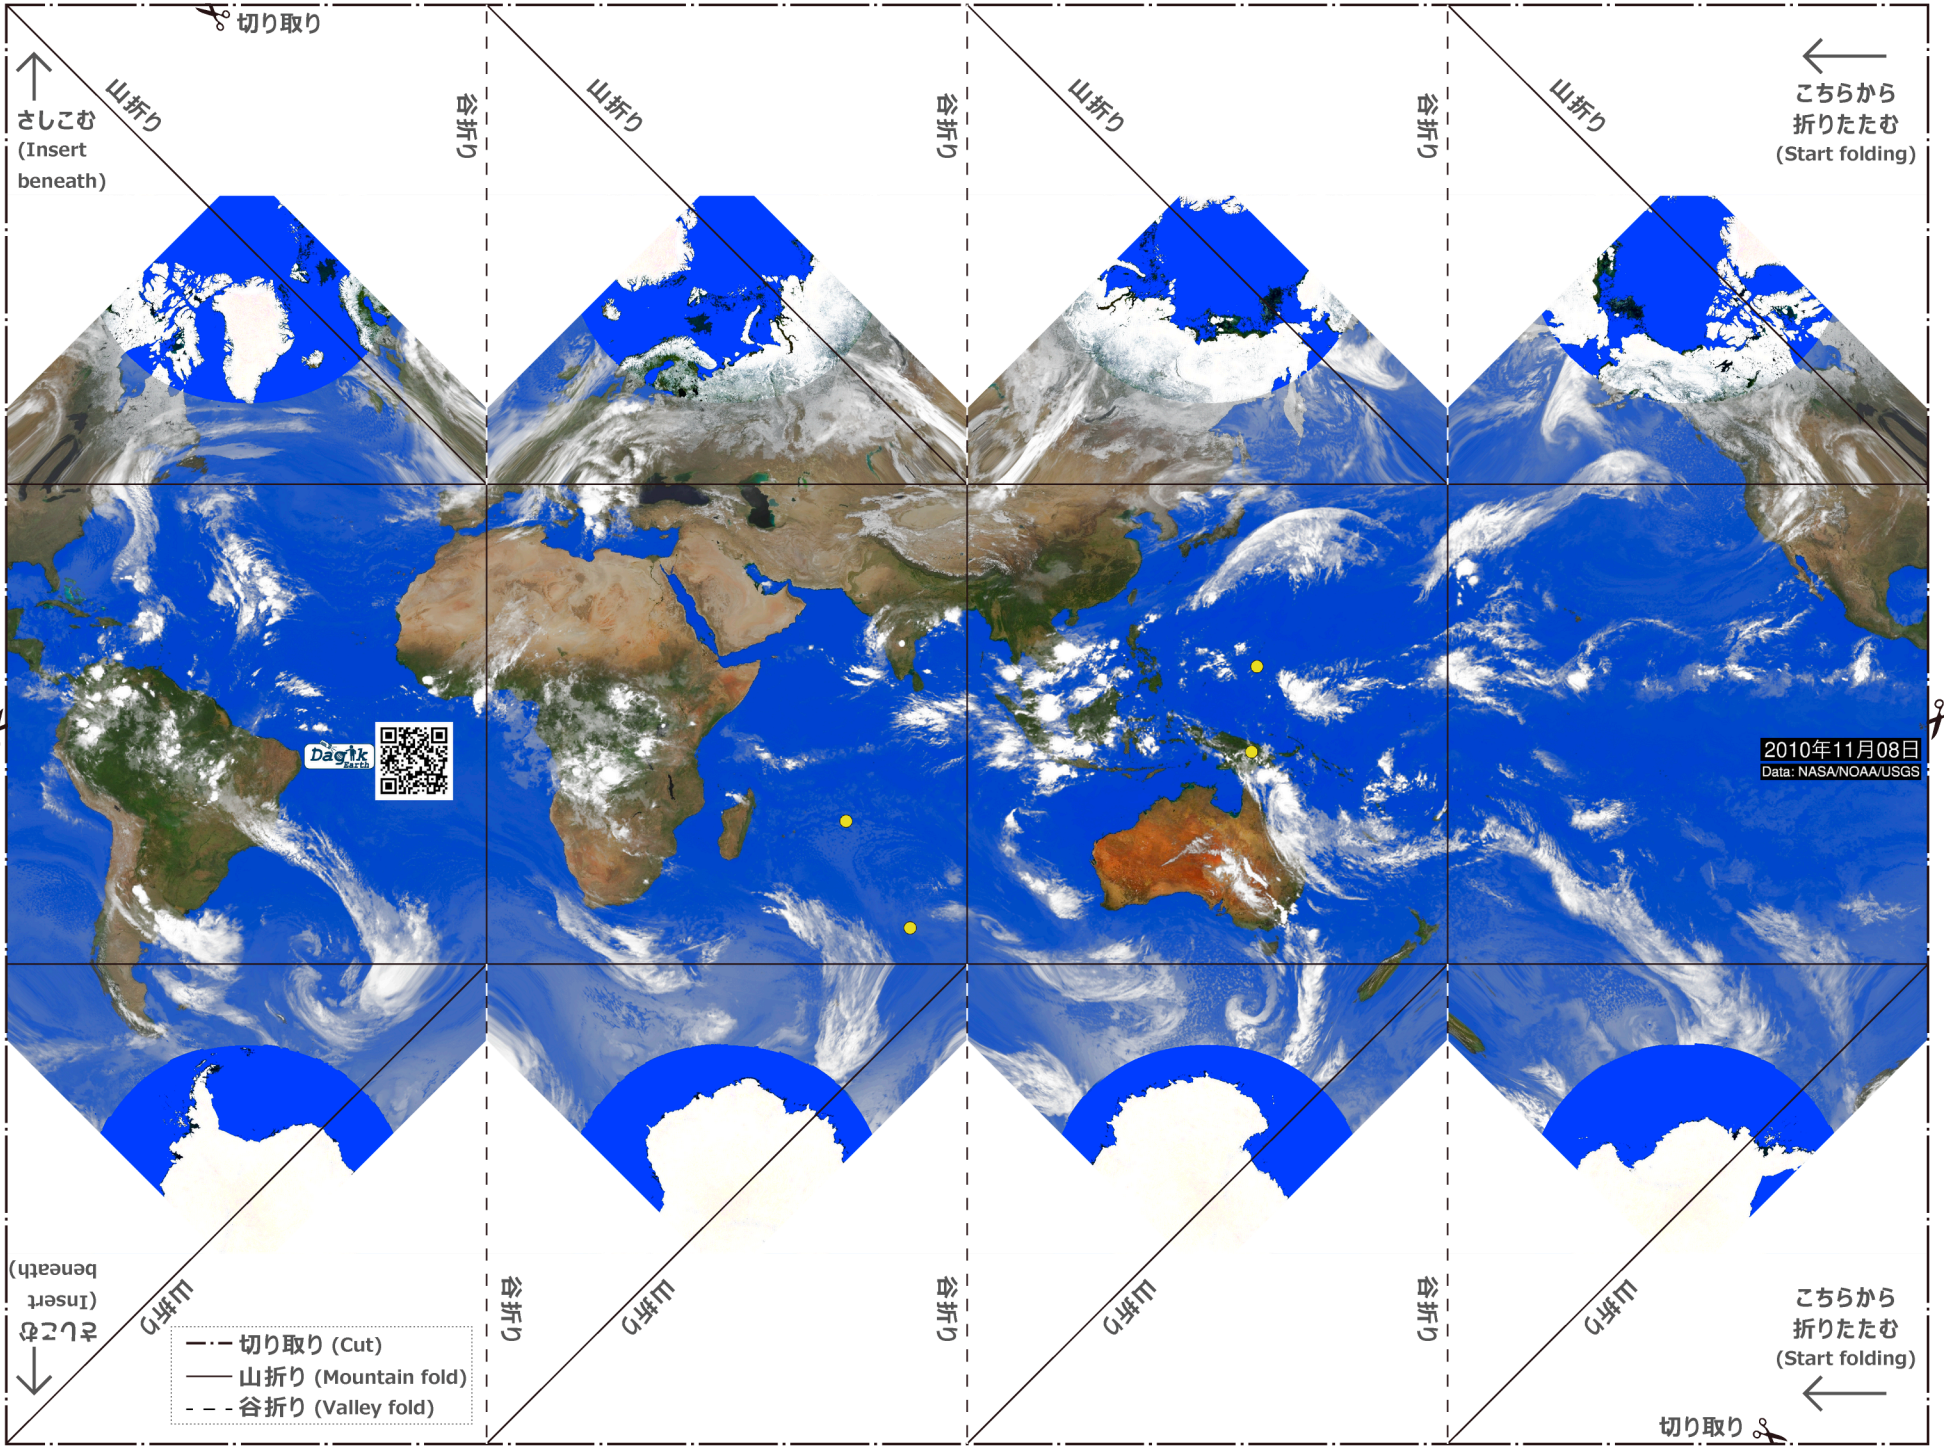 切り取り
さしこむ
(Insert
beneath)
山折り
谷折り
山折り
谷折り
山折り
谷折り
山折り
こちらから
折りたたむ
(Start folding)
Dagik
Earth
2010年11月08日
Data: NASA/NOAA/USGS
さしこむ
(Insert
beneath)
山折り
谷折り
山折り
谷折り
山折り
谷折り
山折り
こちらから
折りたたむ
(Start folding)
切り取り (Cut)
山折り (Mountain fold)
谷折り (Valley fold)
切り取り